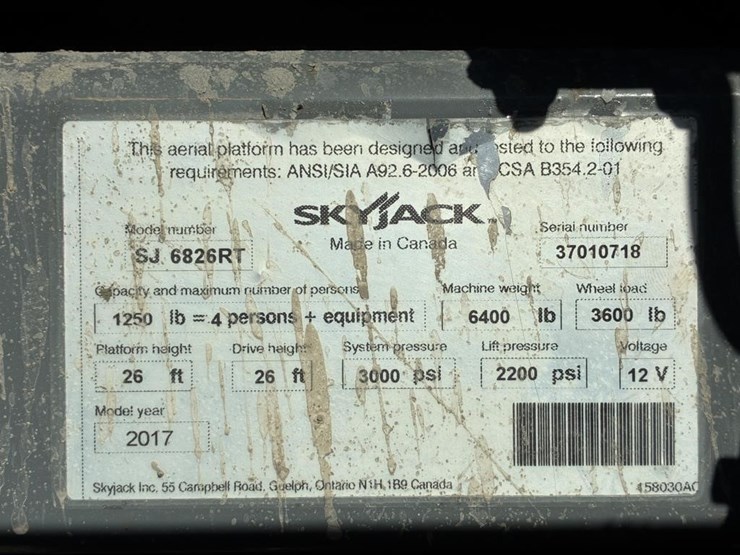 This aerial platform has been designed and tested to the following
requirements: ANSI/SIA A92.6-2006 an CSA B354.2-01
SKYJACK™
Made in Canada
Model number
SJ 6826RT
Serial number
37010718
Capacity and maximum number of persons
1250 lb = 4 persons + equipment
Machine weight
6400 lb
Wheel load
3600 lb
Platform height
26 ft
Drive height
26 ft
System pressure
3000 psi
Lift pressure
2200 psi
Voltage
12 V
Model year
2017
Skyjack Inc. 55 Campbell Road, Guelph, Ontario N1H 1B9 Canada
158030AC